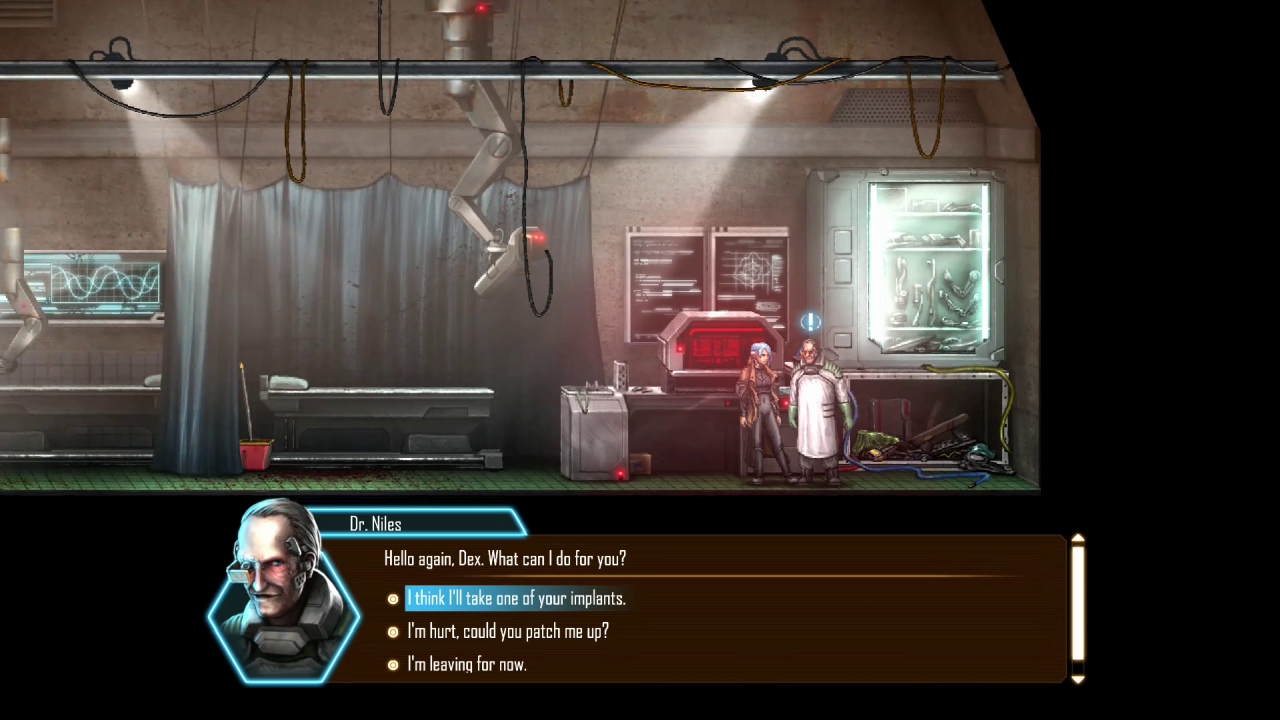 Dr. Niles
Hello again, Dex. What can I do for you?
I think I'll take one of your implants.
I'm hurt, could you patch me up?
I'm leaving for now.